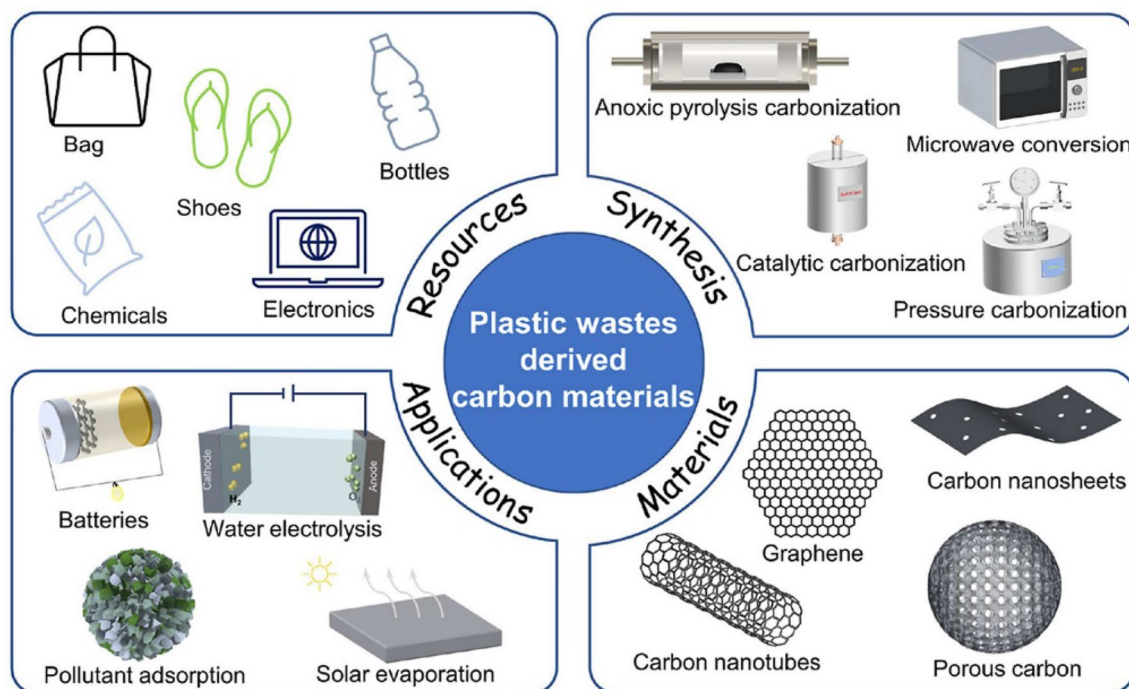 Bag
Shoes
Bottles
Chemicals
Electronics
Resources
Anoxic pyrolysis carbonization
Microwave conversion
Catalytic carbonization
Pressure carbonization
Synthesis
Plastic wastes
derived
carbon materials
Applications
Batteries
Cathode
H2
O
Anode
Water electrolysis
Pollutant adsorption
Solar evaporation
Materials
Graphene
Carbon nanosheets
Carbon nanotubes
Porous carbon